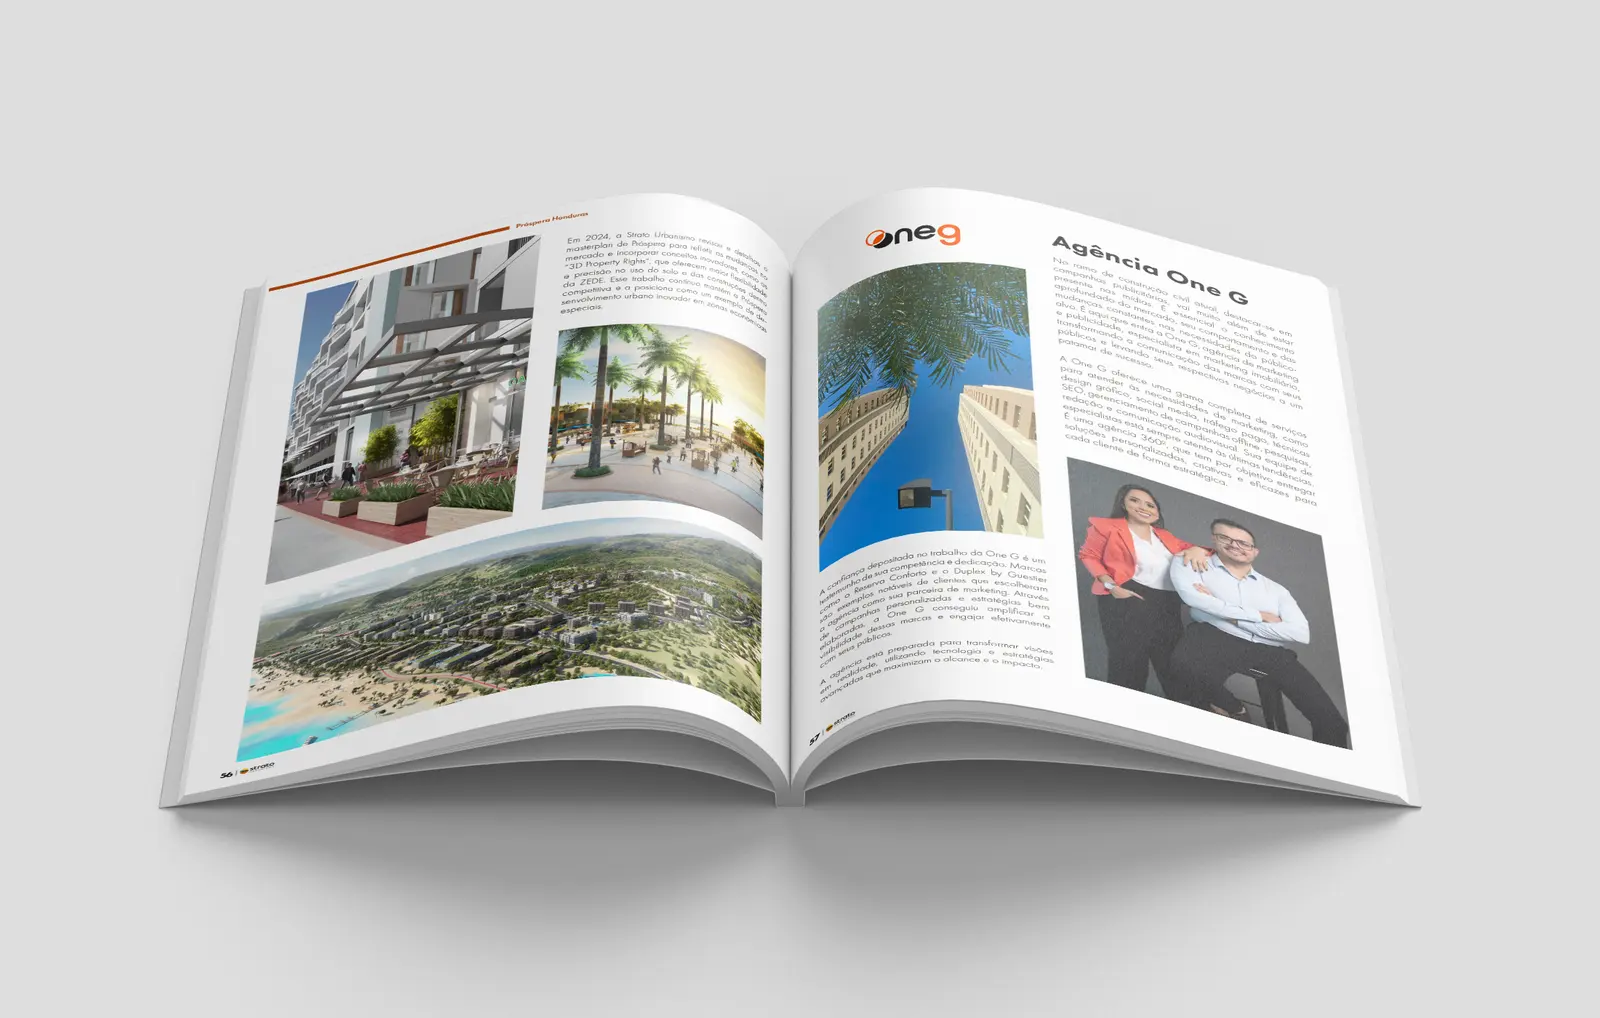 Próspera Honduras
Em 2024, a Strato Urbanismo revisou e detalhou o
masterplan de Próspera para refletir as mudanças do
mercado e incorporar conceitos inovadores, como os
"3D Property Rights", que oferecem maior flexibilidade
e precisão no uso do solo e das construções dentro
da ZEDE. Esse trabalho contínuo mantém a Próspera
competitiva e a posiciona como um exemplo de de-
senvolvimento urbano inovador em zonas econômicas
especiais.
56 | strato
oneg
Agência One G
No ramo de construção civil atual, destacar-se em
campanhas publicitárias, vai muito além de estar
presente nas mídias. É essencial o conhecimento
aprofundado do mercado, seu comportamento e das
mudanças constantes, nas necessidades do público-
alvo. É aqui que entra a One G, agência de marketing
e publicidade, especialista em marketing imobiliário,
transformando a comunicação das marcas com seus
públicos e levando seus respectivos negócios a um
patamar de sucesso.
A One G oferece uma gama completa de serviços
para atender às necessidades de marketing, como
design gráfico, social media, tráfego pago, técnicas
SEO, gerenciamento de campanhas offline, pesquisas,
redação e comunicação audiovisual. Sua equipe de
especialistas está sempre atenta às últimas tendências.
É uma agência 360º, que tem por objetivo entregar
soluções personalizadas, criativas e eficazes para
cada cliente de forma estratégica.
A confiança depositada no trabalho da One G é um
testemunho de sua competência e dedicação. Marcas
como o Reserva Conforto e o Duplex by Guestier
são exemplos notáveis de clientes que escolheram
a agência como sua parceira de marketing. Através
de campanhas personalizadas e estratégias bem
elaboradas, a One G conseguiu amplificar a
visibilidade dessas marcas e engajar efetivamente
com seus públicos.
A agência está preparada para transformar visões
em realidade, utilizando tecnologia e estratégias
avançadas que maximizam o alcance e o impacto.
57 | strato